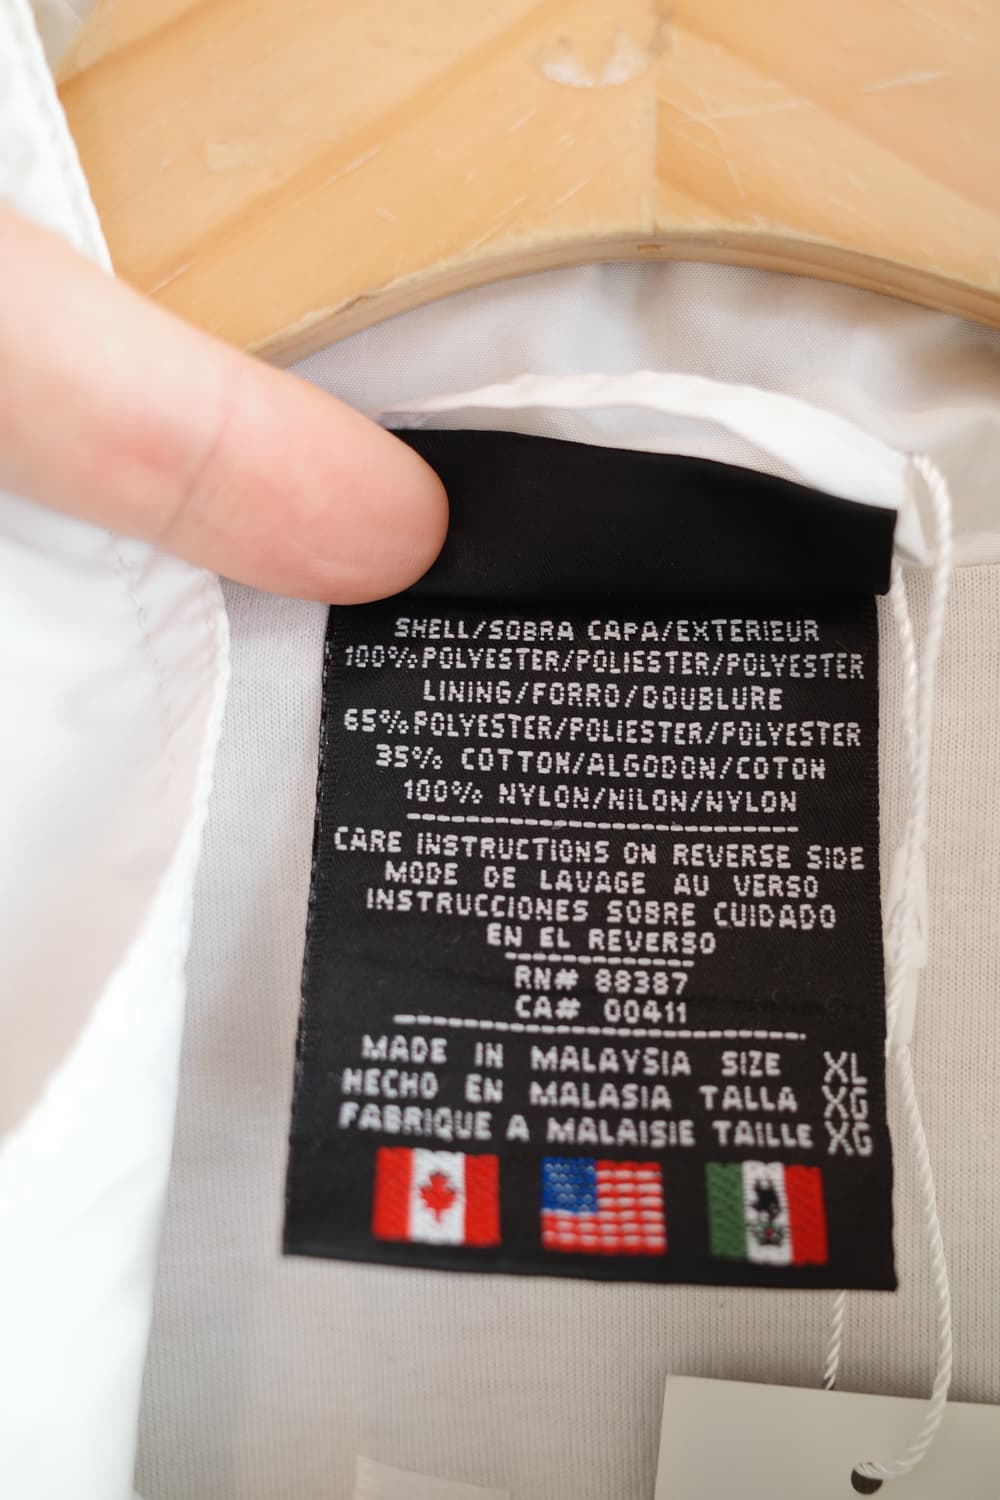 SHELL/SOBRA CAPA/EXTERIEUR
100% POLYESTER/POLIESTER/POLYESTER
LINING/FORRO/DOUBLURE
65% POLYESTER/POLIESTER/POLYESTER
35% COTTON/ALGODON/COTON
100% NYLON/NILON/NYLON
CARE INSTRUCTIONS ON REVERSE SIDE
MODE DE LAVAGE AU VERSO
INSTRUCCIONES SOBRE CUIDADO
EN EL REVERSO
RN# 88387
CA# 00411
MADE IN MALAYSIA SIZE XL
HECHO EN MALASIA TALLA XG
FABRIQUE A MALAISIE TAILLE XG